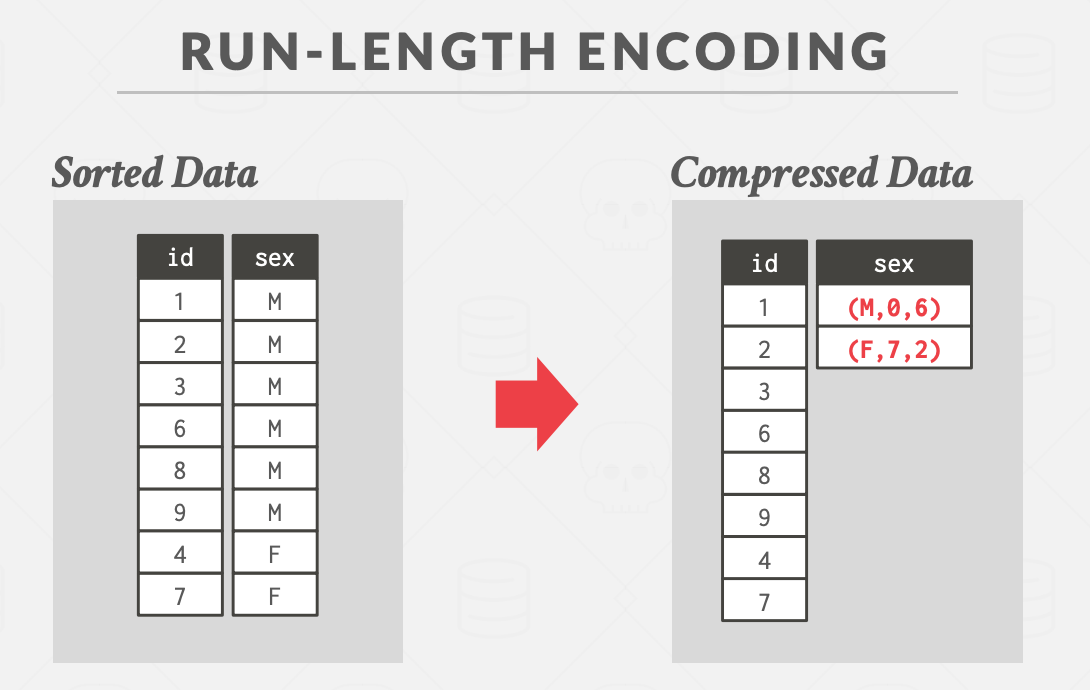 RUN-LENGTH ENCODING
Sorted Data
id sex
1 M
2 M
3 M
6 M
8 M
9 M
4 F
7 F
Compressed Data
id sex
1 (M,0,6)
2 (F,7,2)
3
6
8
9
4
7